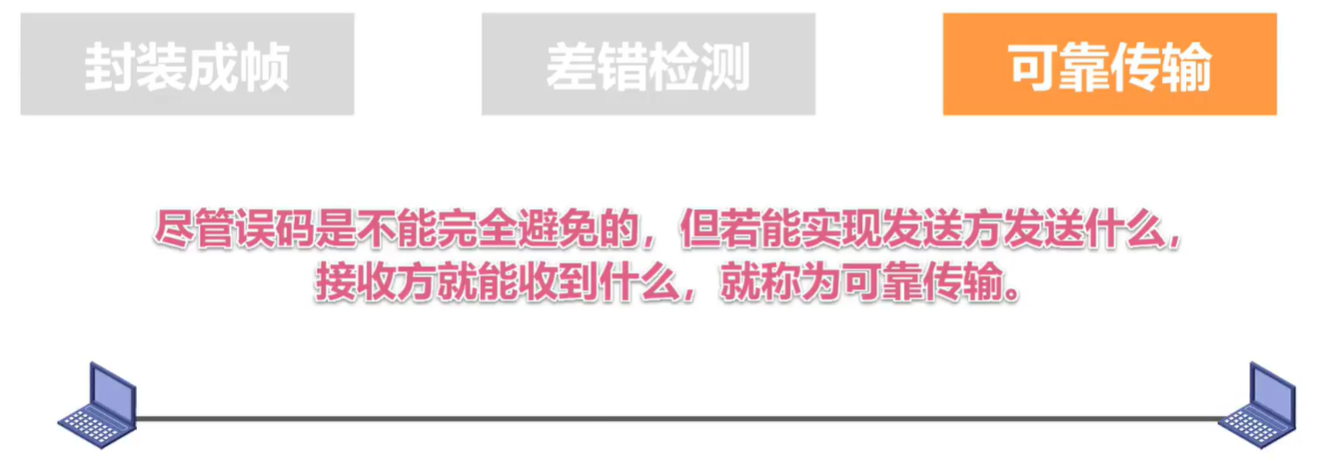 封装成帧
差错检测
可靠传输
尽管误码是不能完全避免的，但若能实现发送方发送什么，
接收方就能收到什么，就称为可靠传输。